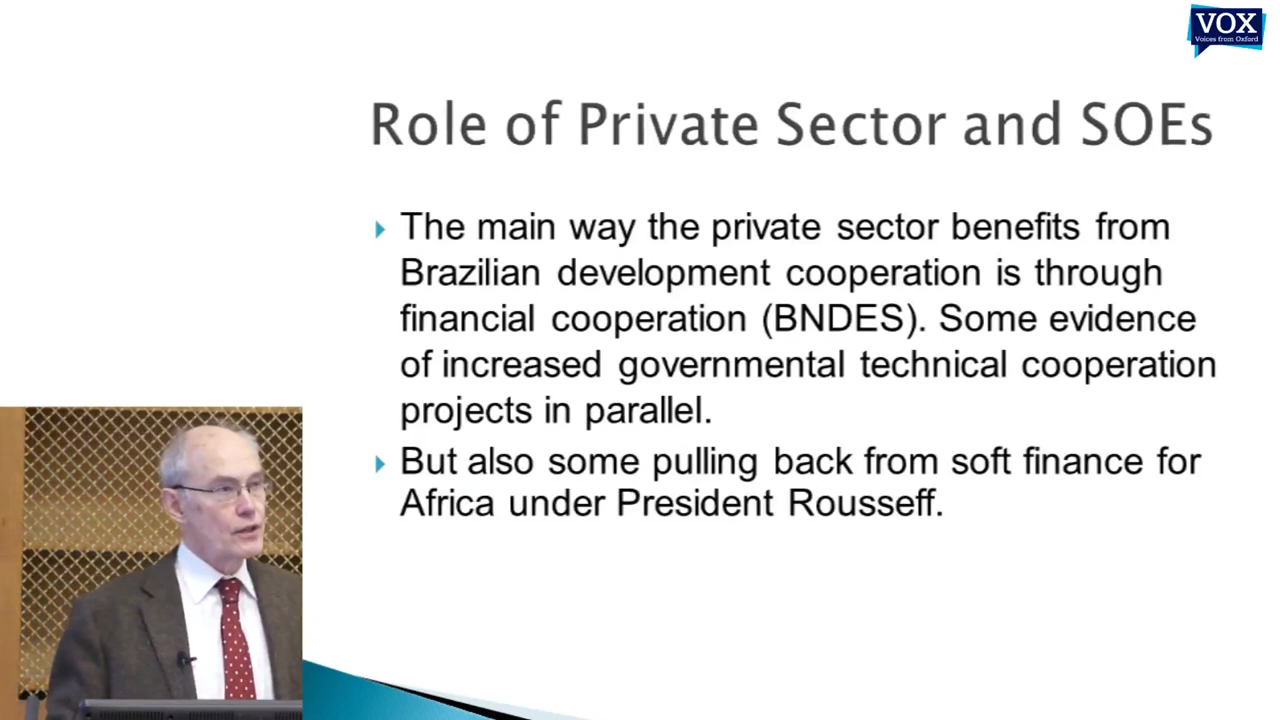 VOX
Voices from Oxford
Role of Private Sector and SOEs
The main way the private sector benefits from
Brazilian development cooperation is through
financial cooperation (BNDES). Some evidence
of increased governmental technical cooperation
projects in parallel.
But also some pulling back from soft finance for
Africa under President Rousseff.